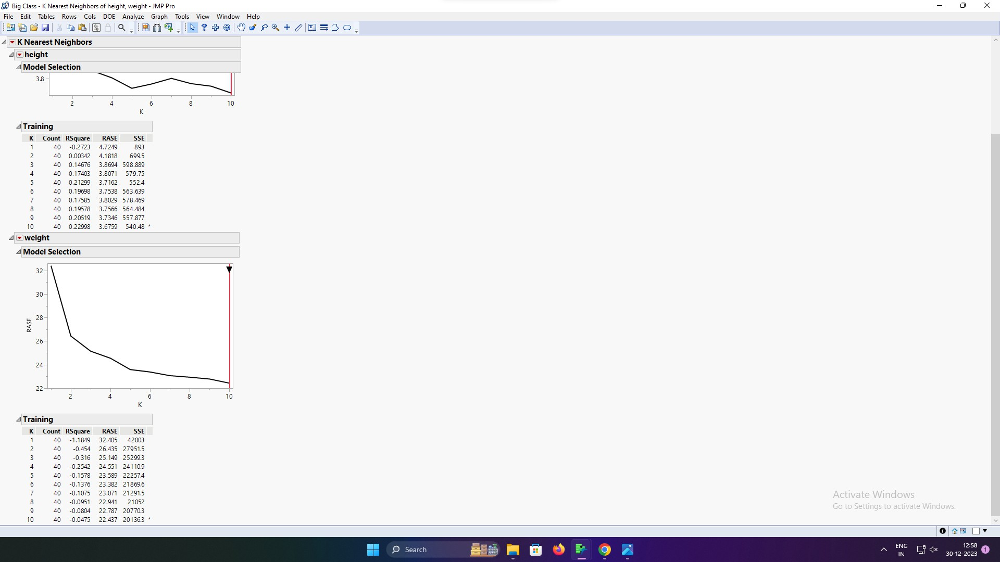 Big Class - K Nearest Neighbors of height, weight - JMP Pro
File Edit Tables Rows Cols DOE Analyze Graph Tools View Window Help
K Nearest Neighbors
height
Model Selection
3.8
2 4 6 8 10
K
Training
K Count RSquare RASE SSE
1 40 -0.2723 4.7249 893
2 40 0.00342 4.1818 699.5
3 40 0.14676 3.8694 598.889
4 40 0.17403 3.8071 579.75
5 40 0.21299 3.7162 552.4
6 40 0.19698 3.7538 563.639
7 40 0.17585 3.8029 578.469
8 40 0.19578 3.7566 564.484
9 40 0.20519 3.7346 557.877
10 40 0.22998 3.6759 540.48 *
weight
Model Selection
32
30
28
26
24
22
RASE
2 4 6 8 10
K
Training
K Count RSquare RASE SSE
1 40 -1.1849 32.405 42003
2 40 -0.454 26.435 27951.5
3 40 -0.316 25.149 25299.3
4 40 -0.2542 24.551 24110.9
5 40 -0.1578 23.589 22257.4
6 40 -0.1376 23.382 21869.6
7 40 -0.1075 23.071 21291.5
8 40 -0.0951 22.941 21052
9 40 -0.0804 22.787 20770.3
10 40 -0.0475 22.437 20136.3 *
Activate Windows
Go to Settings to activate Windows.
Search
ENG
IN
12:58
30-12-2023
1